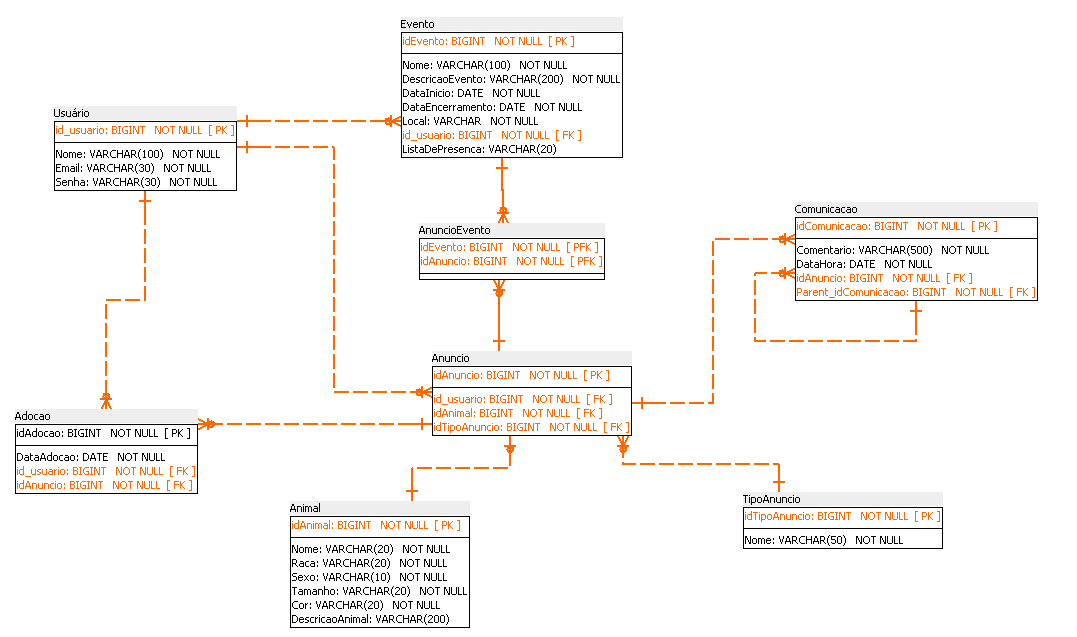 Evento
idEvento: BIGINT NOT NULL [ PK ]
Nome: VARCHAR(100) NOT NULL
DescricaoEvento: VARCHAR(200) NOT NULL
DataInicio: DATE NOT NULL
DataEncerramento: DATE NOT NULL
Local: VARCHAR NOT NULL
id_usuario: BIGINT NOT NULL [ FK ]
ListaDePresenca: VARCHAR(20)
Usuário
id_usuario: BIGINT NOT NULL [ PK ]
Nome: VARCHAR(100) NOT NULL
Email: VARCHAR(30) NOT NULL
Senha: VARCHAR(30) NOT NULL
AnuncioEvento
idEvento: BIGINT NOT NULL [ PFK ]
idAnuncio: BIGINT NOT NULL [ PFK ]
Comunicacao
idComunicacao: BIGINT NOT NULL [ PK ]
Comentario: VARCHAR(500) NOT NULL
DataHora: DATE NOT NULL
idAnuncio: BIGINT NOT NULL [ FK ]
Parent_idComunicacao: BIGINT NOT NULL [ FK ]
Anuncio
idAnuncio: BIGINT NOT NULL [ PK ]
id_usuario: BIGINT NOT NULL [ FK ]
idAnimal: BIGINT NOT NULL [ FK ]
idTipoAnuncio: BIGINT NOT NULL [ FK ]
Adocao
idAdocao: BIGINT NOT NULL [ PK ]
DataAdocao: DATE NOT NULL
id_usuario: BIGINT NOT NULL [ FK ]
idAnuncio: BIGINT NOT NULL [ FK ]
Animal
idAnimal: BIGINT NOT NULL [ PK ]
Nome: VARCHAR(20) NOT NULL
Raca: VARCHAR(20) NOT NULL
Sexo: VARCHAR(10) NOT NULL
Tamanho: VARCHAR(20) NOT NULL
Cor: VARCHAR(20) NOT NULL
DescricaoAnimal: VARCHAR(200)
TipoAnuncio
idTipoAnuncio: BIGINT NOT NULL [ PK ]
Nome: VARCHAR(50) NOT NULL